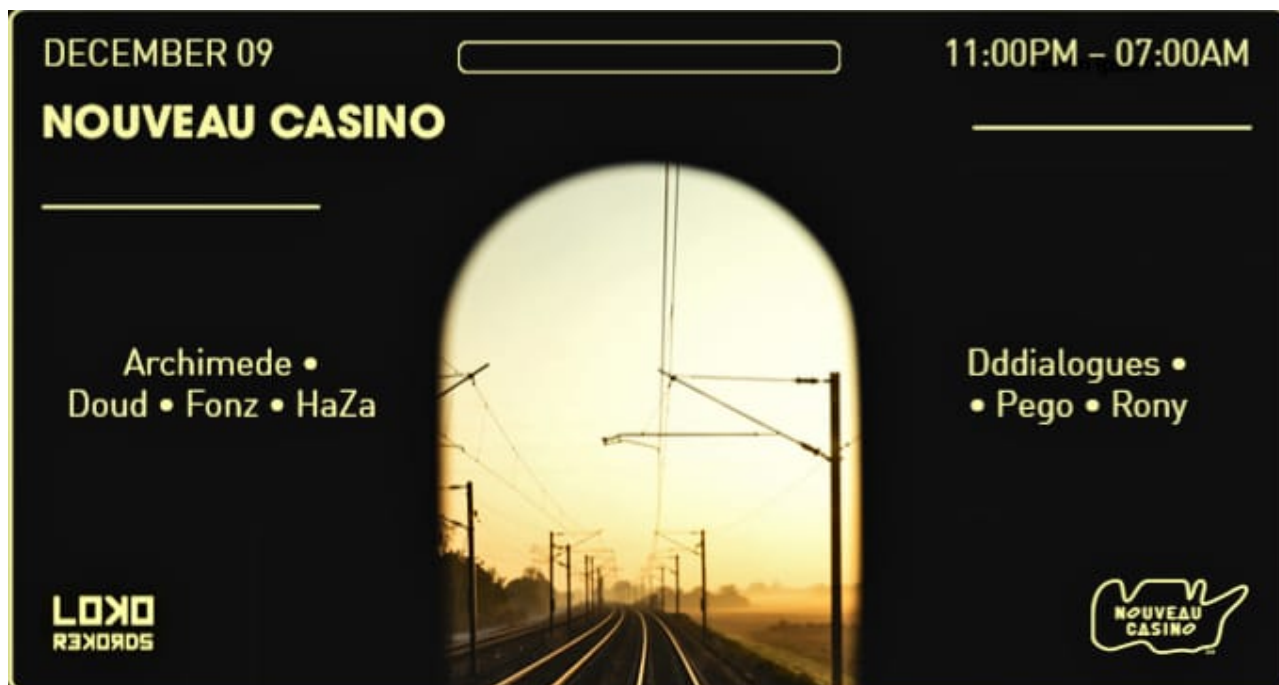 DECEMBER 09
11:00PM – 07:00AM
NOUVEAU CASINO
Archimede •
Doud • Fonz • HaZa
Dddialogues •
• Pego • Rony
LOKO
REKORDS
NOUVEAU
CASINO